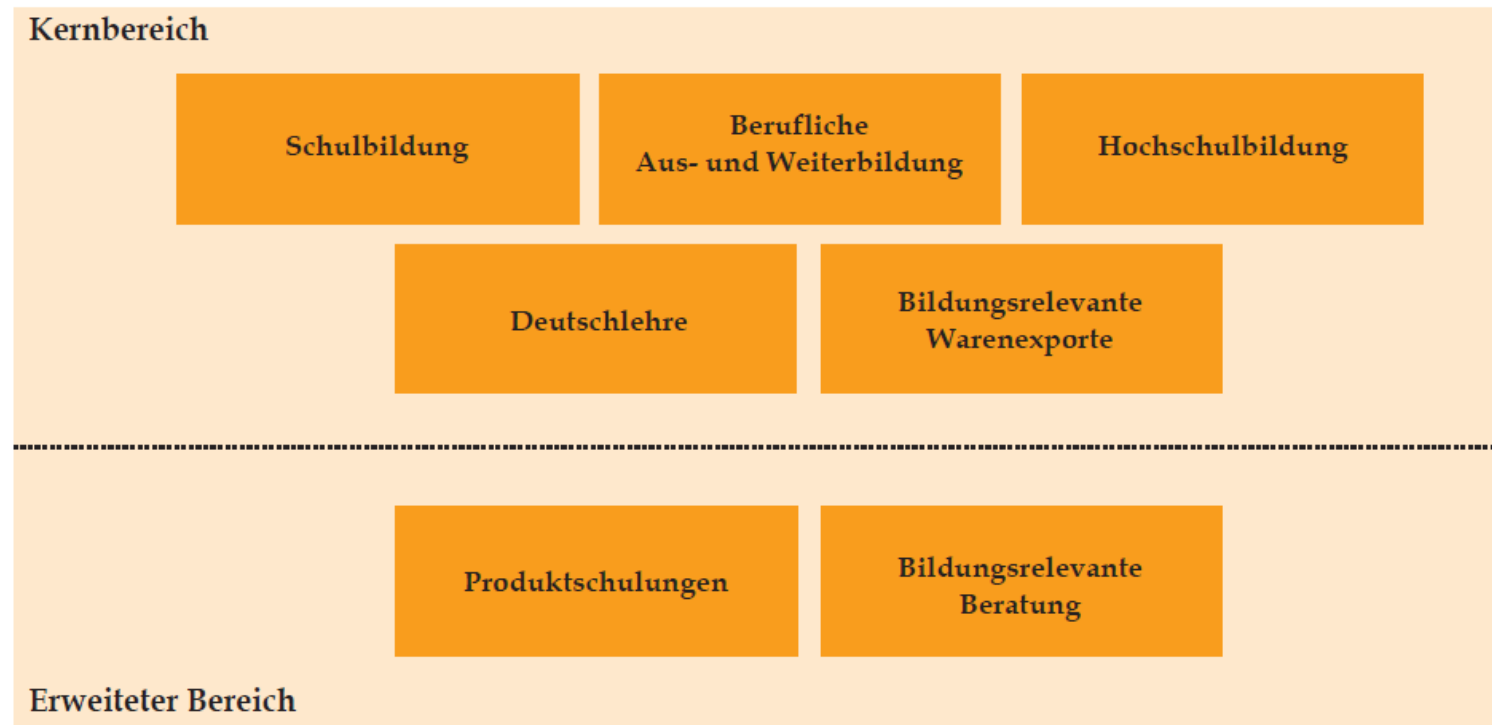 Kernbereich
Schulbildung
Berufliche
Aus- und Weiterbildung
Hochschulbildung
Deutschlehre
Bildungsrelevante
Warenexporte
Produktschulungen
Bildungsrelevante
Beratung
Erweiteter Bereich